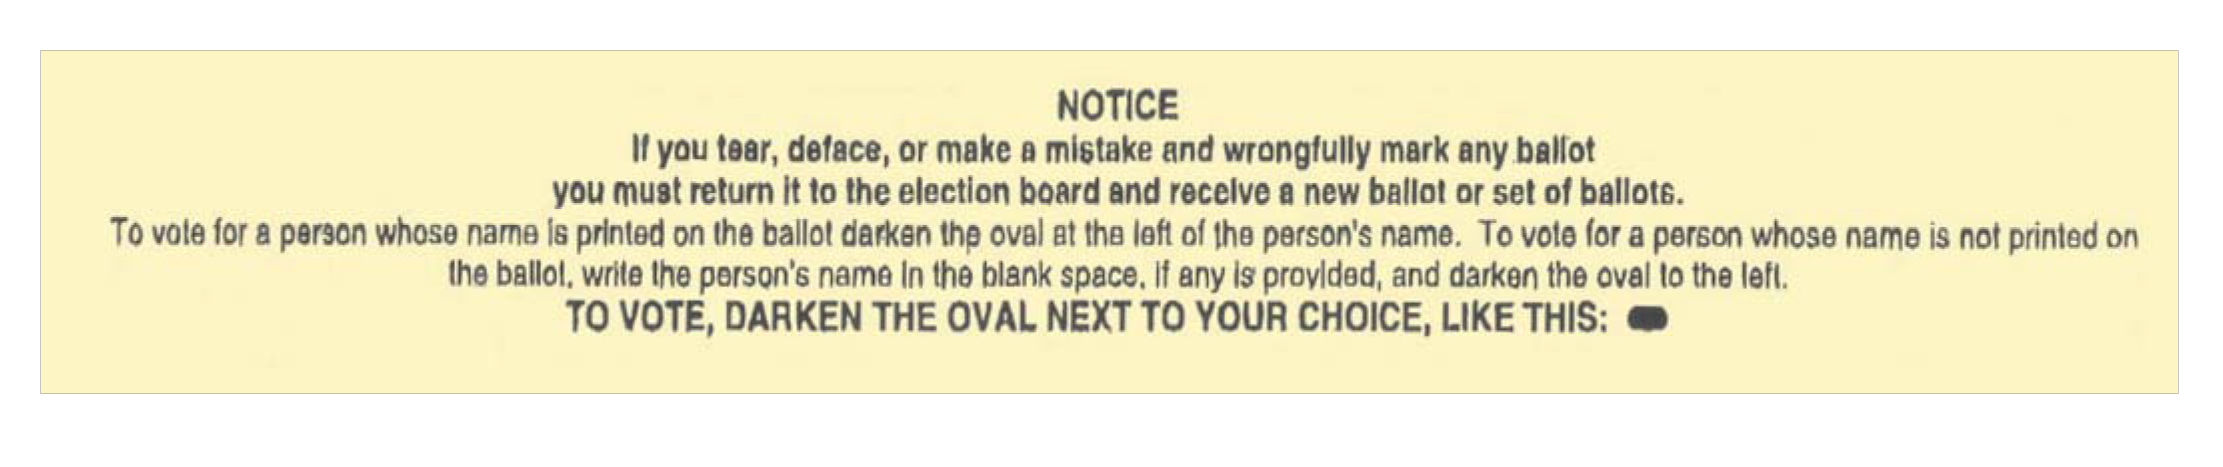 NOTICE
If you tear, deface, or make a mistake and wrongfully mark any ballot
you must return it to the election board and receive a new ballot or set of ballots.
To vote for a person whose name is printed on the ballot darken the oval at the left of the person's name. To vote for a person whose name is not printed on
the ballot, write the person's name in the blank space, if any is provided, and darken the oval to the left.
TO VOTE, DARKEN THE OVAL NEXT TO YOUR CHOICE, LIKE THIS: